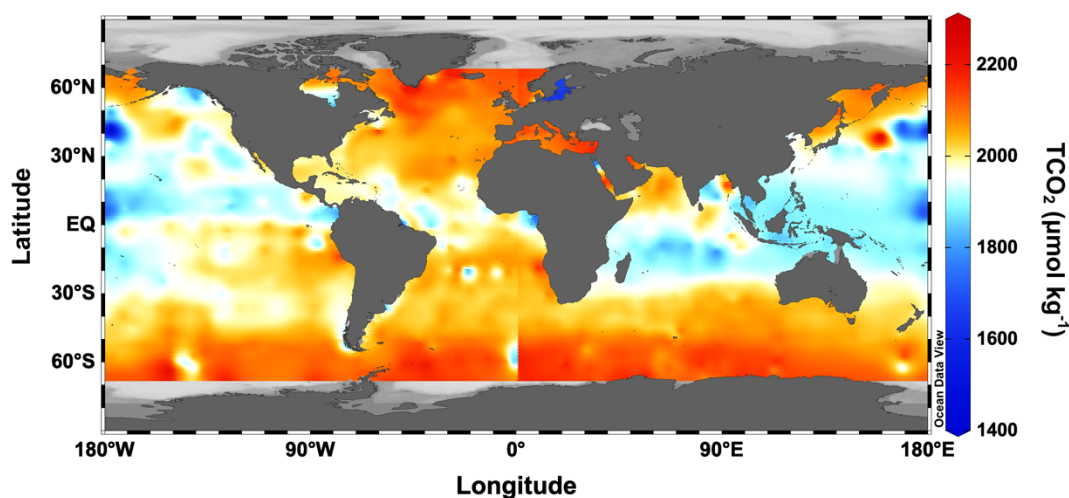 60°N
30°N
EQ
30°S
60°S
Latitude
180°W
90°W
0°
90°E
180°E
Longitude
Ocean Data View
2200
2000
1800
1600
1400
TCO₂ (µmol kg⁻¹)